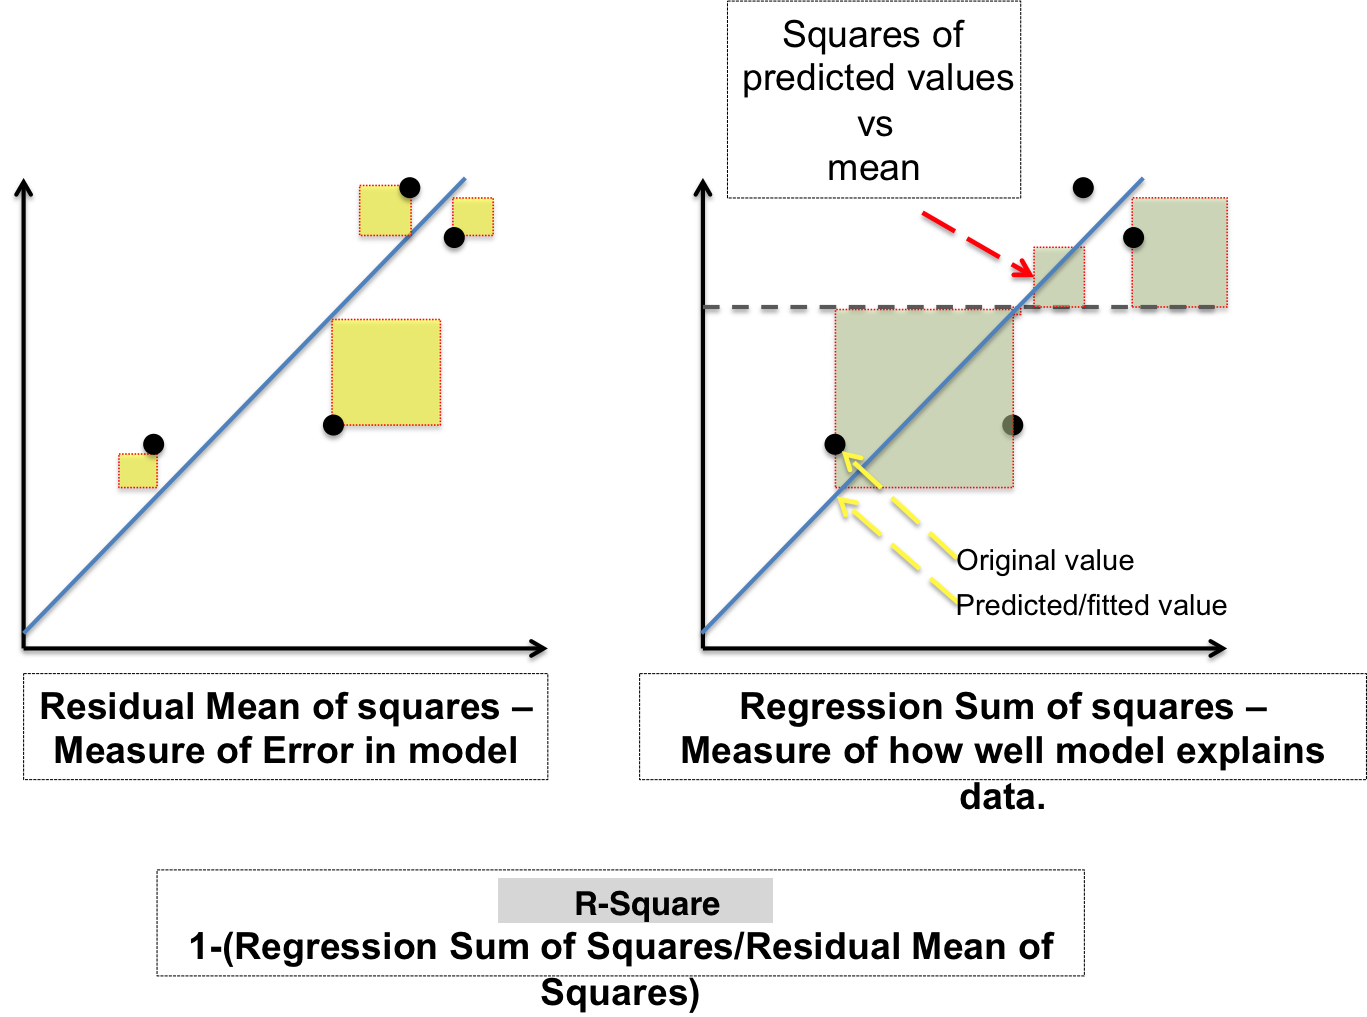 Squares of
predicted values
vs
mean
Original value
Predicted/fitted value
Residual Mean of squares –
Measure of Error in model
Regression Sum of squares –
Measure of how well model explains
data.
R-Square
1-(Regression Sum of Squares/Residual Mean of
Squares)